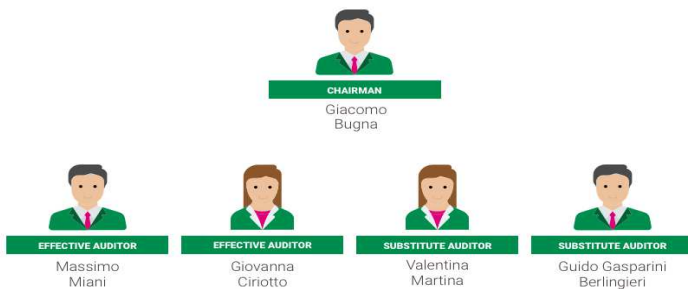 CHAIRMAN
Giacomo
Bugna
EFFECTIVE AUDITOR
Massimo
Miani
EFFECTIVE AUDITOR
Giovanna
Ciriotto
SUBSTITUTE AUDITOR
Valentina
Martina
SUBSTITUTE AUDITOR
Guido Gasparini
Berlingieri